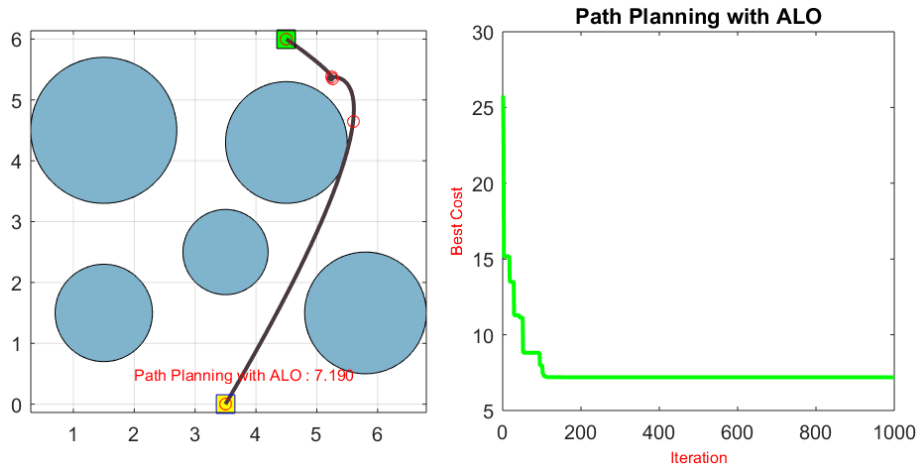 6
5
4
3
2
1
0
1 2 3 4 5 6
Path Planning with ALO : 7.190
Path Planning with ALO
30
25
20
15
10
5
Best Cost
0 200 400 600 800 1000
Iteration